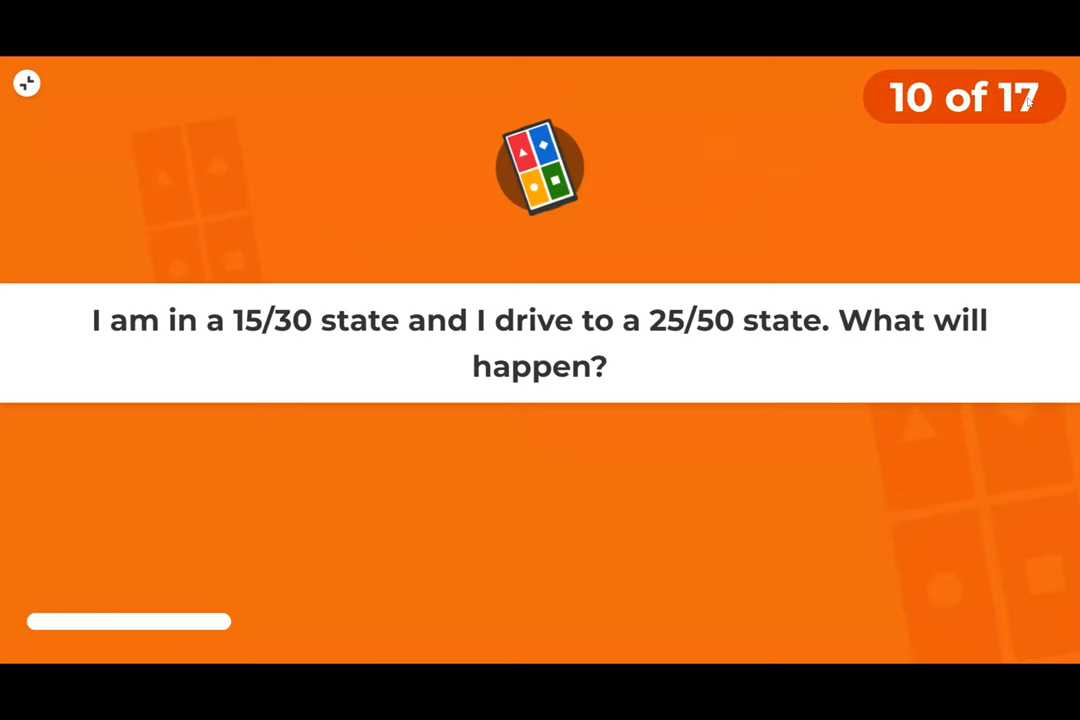 10 of 17
I am in a 15/30 state and I drive to a 25/50 state. What will
happen?